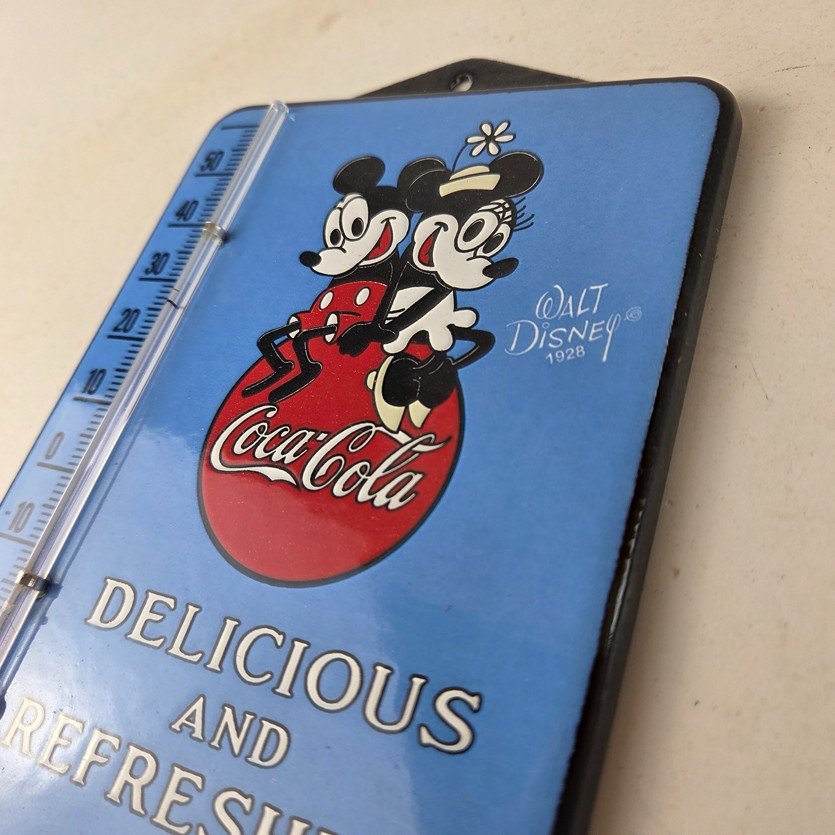 50
40
30
20
10
0
-10
WALT
DISNEY ©
1928
Coca-Cola
DELICIOUS
AND